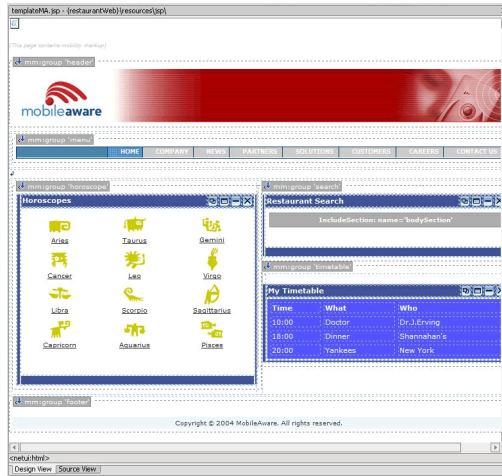 templateMA.jsp - {restaurantWeb}\resources\jsp\
(The page contains mobility markup)
mm:group 'header'
mobileaware
mm:group 'menu'
HOME COMPANY NEWS PARTNERS SOLUTIONS CUSTOMERS CAREERS CONTACT US
mm:group 'horoscope'
mm:group 'search'
Horoscopes
Restaurant Search
IncludeSection: name='bodySection'
Aries Taurus Gemini
Cancer Leo Virgo
Libra Scorpio Sagittarius
Capricorn Aquarius Pisces
mm:group 'timetable'
My Timetable
Time What Who
10:00 Doctor Dr.J.Erving
18:00 Dinner Shannahan's
20:00 Yankees New York
mm:group 'footer'
Copyright © 2004 MobileAware. All rights reserved.
<netui:html>
Design View Source View